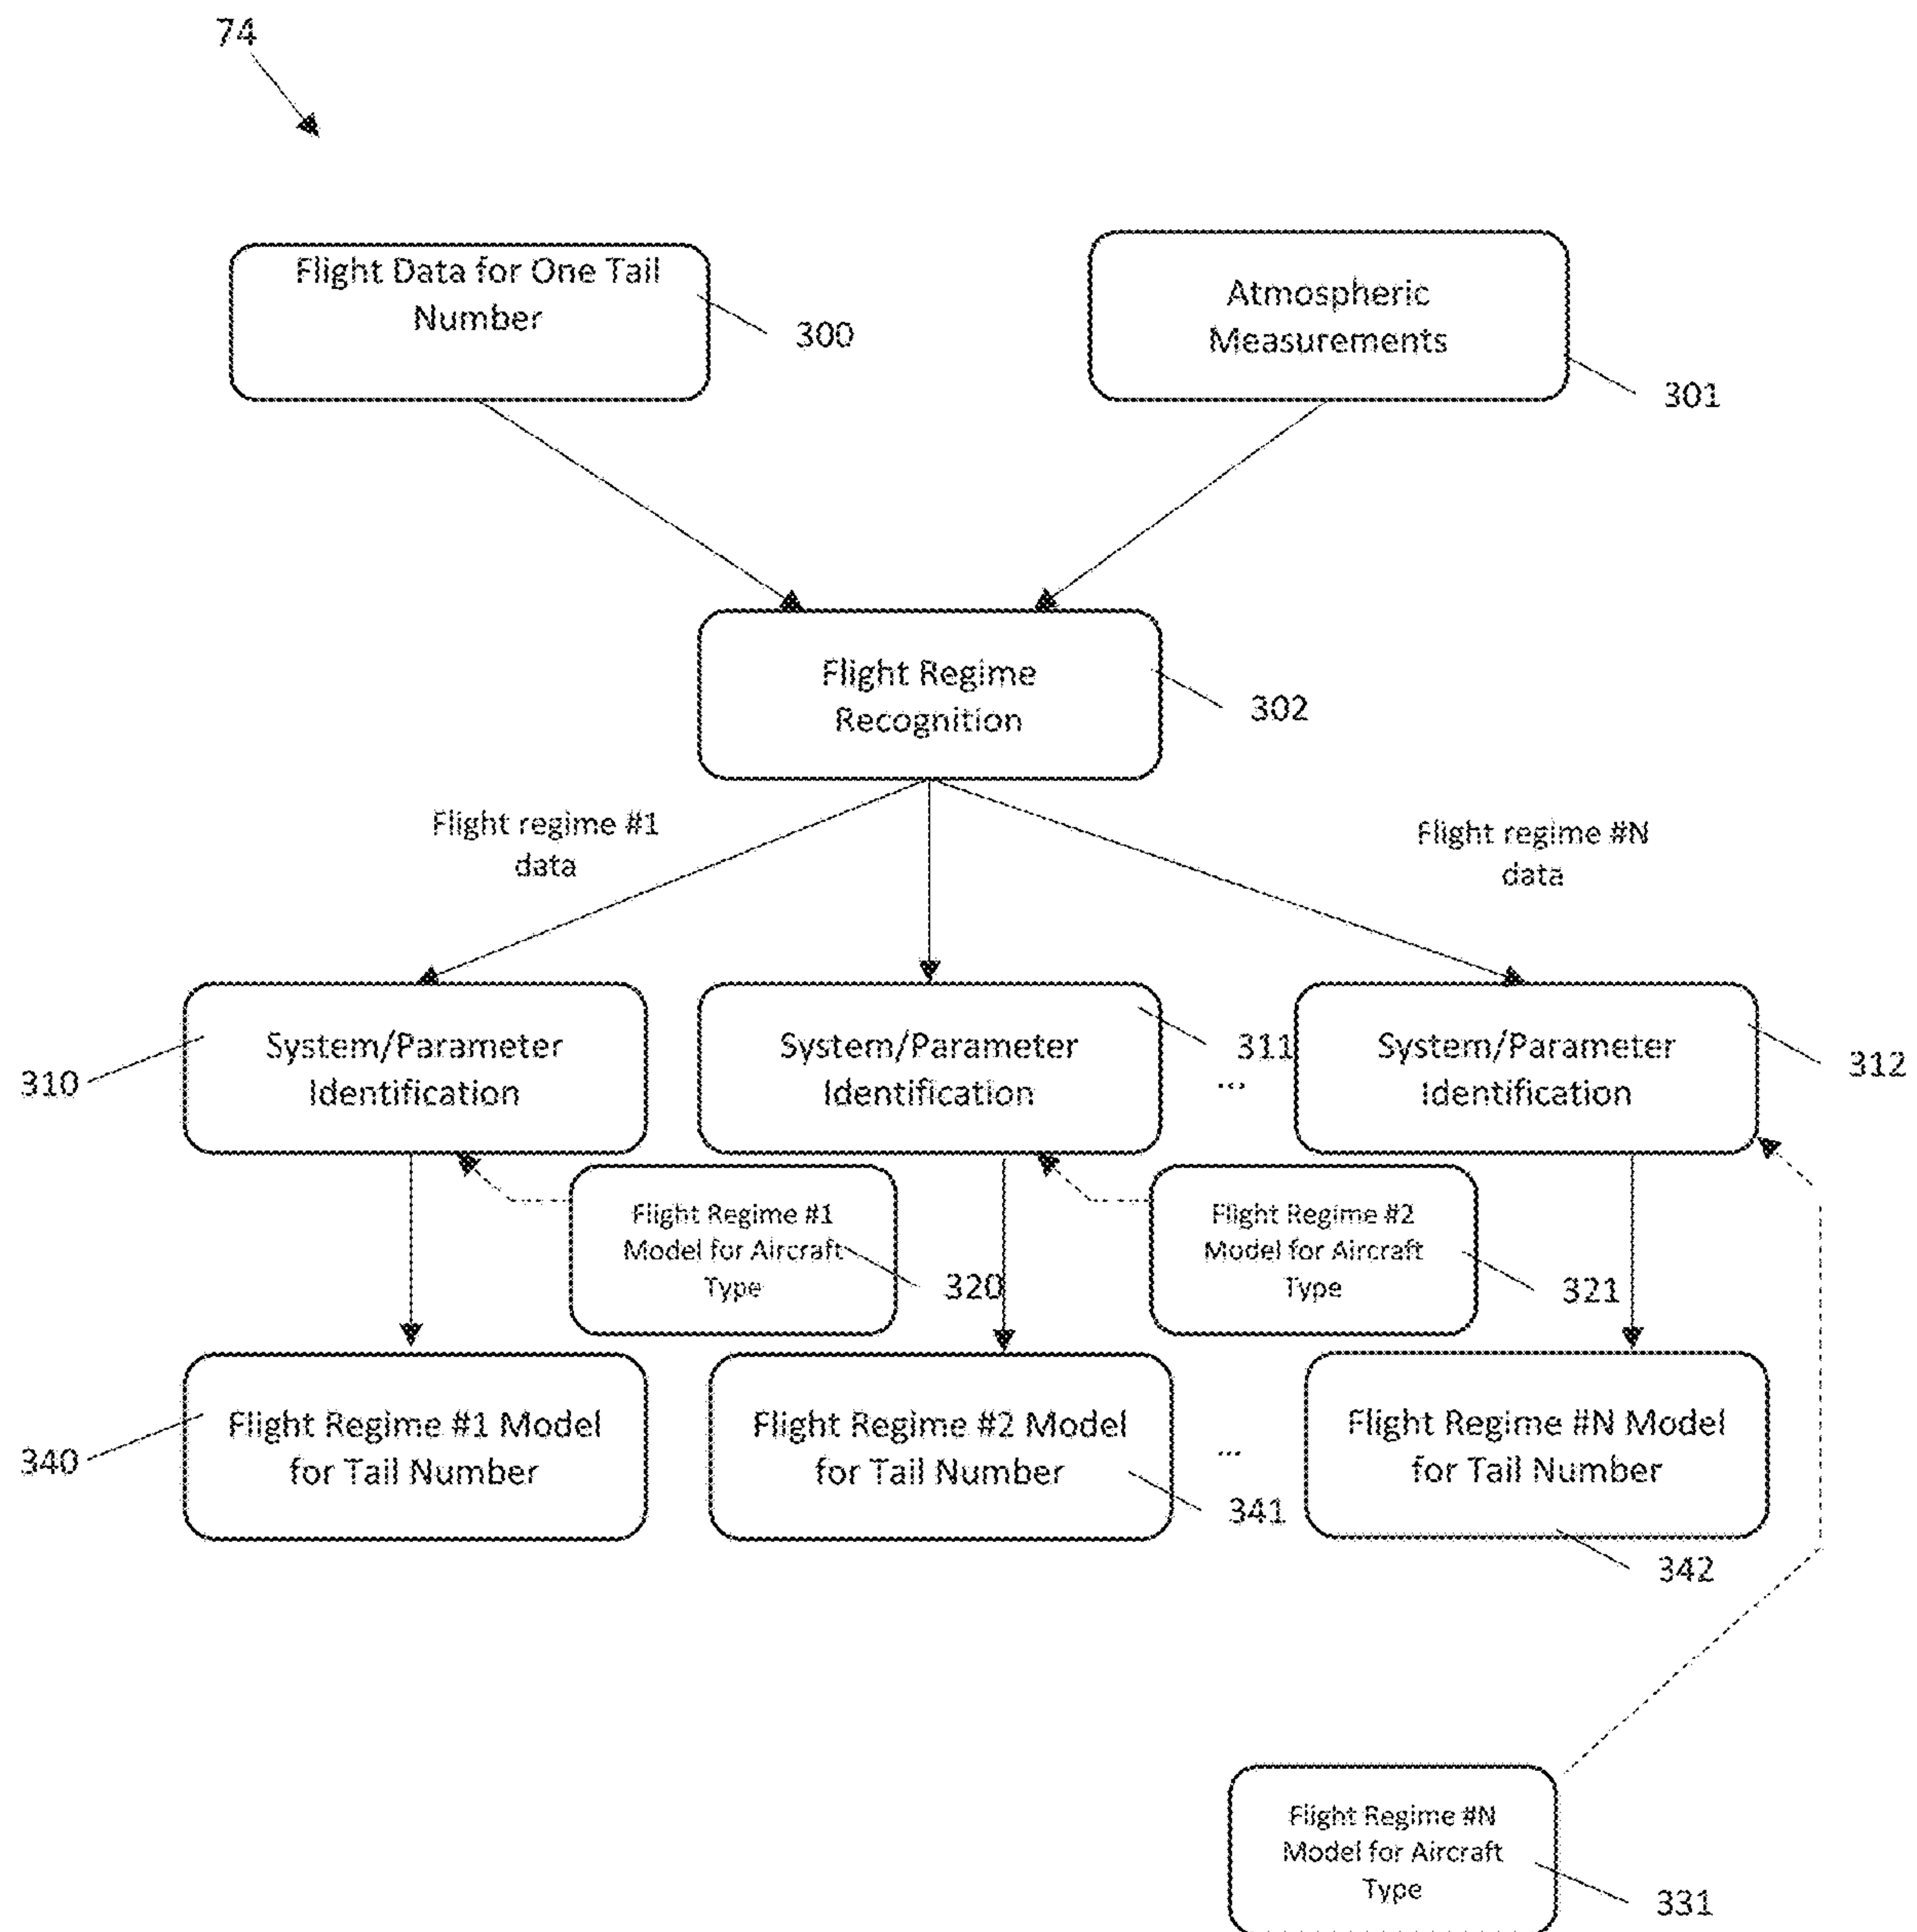 74
Flight Data for One Tail
Number
300
Atmospheric
Measurements
301
Flight Regime
Recognition
302
Flight regime #1
data
Flight regime #N
data
System/Parameter
Identification
310
System/Parameter
Identification
311
...
System/Parameter
Identification
312
Flight Regime #1
Model for Aircraft
Type
320
Flight Regime #2
Model for Aircraft
Type
321
Flight Regime #1 Model
for Tail Number
340
Flight Regime #2 Model
for Tail Number
341
...
Flight Regime #N Model
for Tail Number
342
Flight Regime #N
Model for Aircraft
Type
331